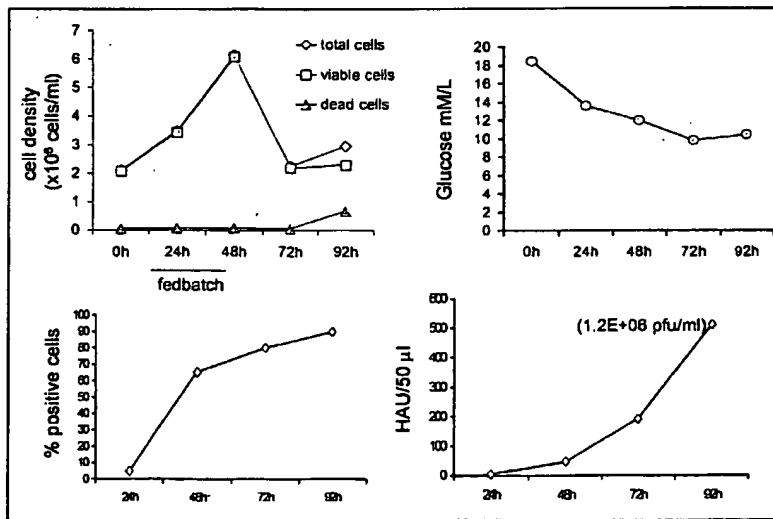 7
6
5
4
3
2
1
0
cell density
(x10⁶ cells/ml)
total cells
viable cells
dead cells
0h 24h 48h 72h 92h
fedbatch
20
18
16
14
12
10
8
6
4
2
0
Glucose mM/L
0h 24h 48h 72h 92h
100
90
80
70
60
50
40
30
20
10
0
% positive cells
24h 48hr 72h 92h
600
500
400
300
200
100
0
HAU/50 µl
(1.2E+06 pfu/ml)
24h 48h 72h 92h